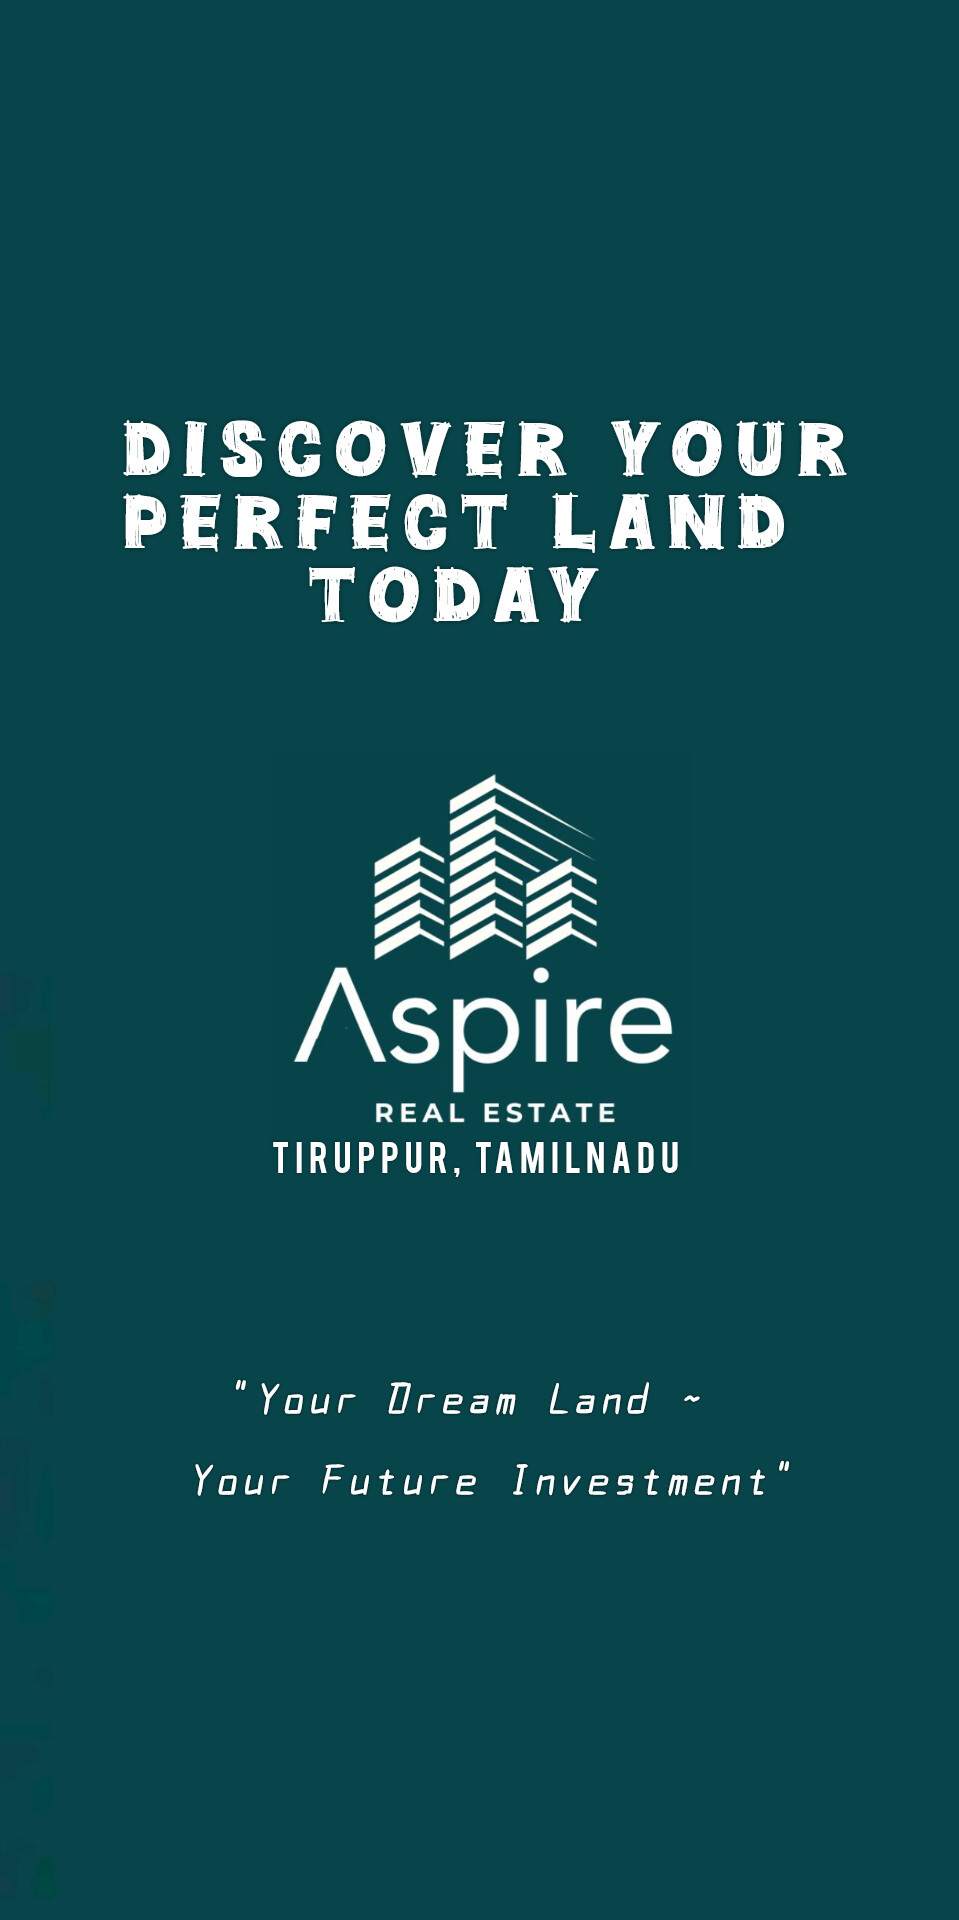 DISCOVER YOUR
PERFECT LAND
TODAY
Aspire
REAL ESTATE
TIRUPPUR, TAMILNADU
"Your Dream Land ~
Your Future Investment"